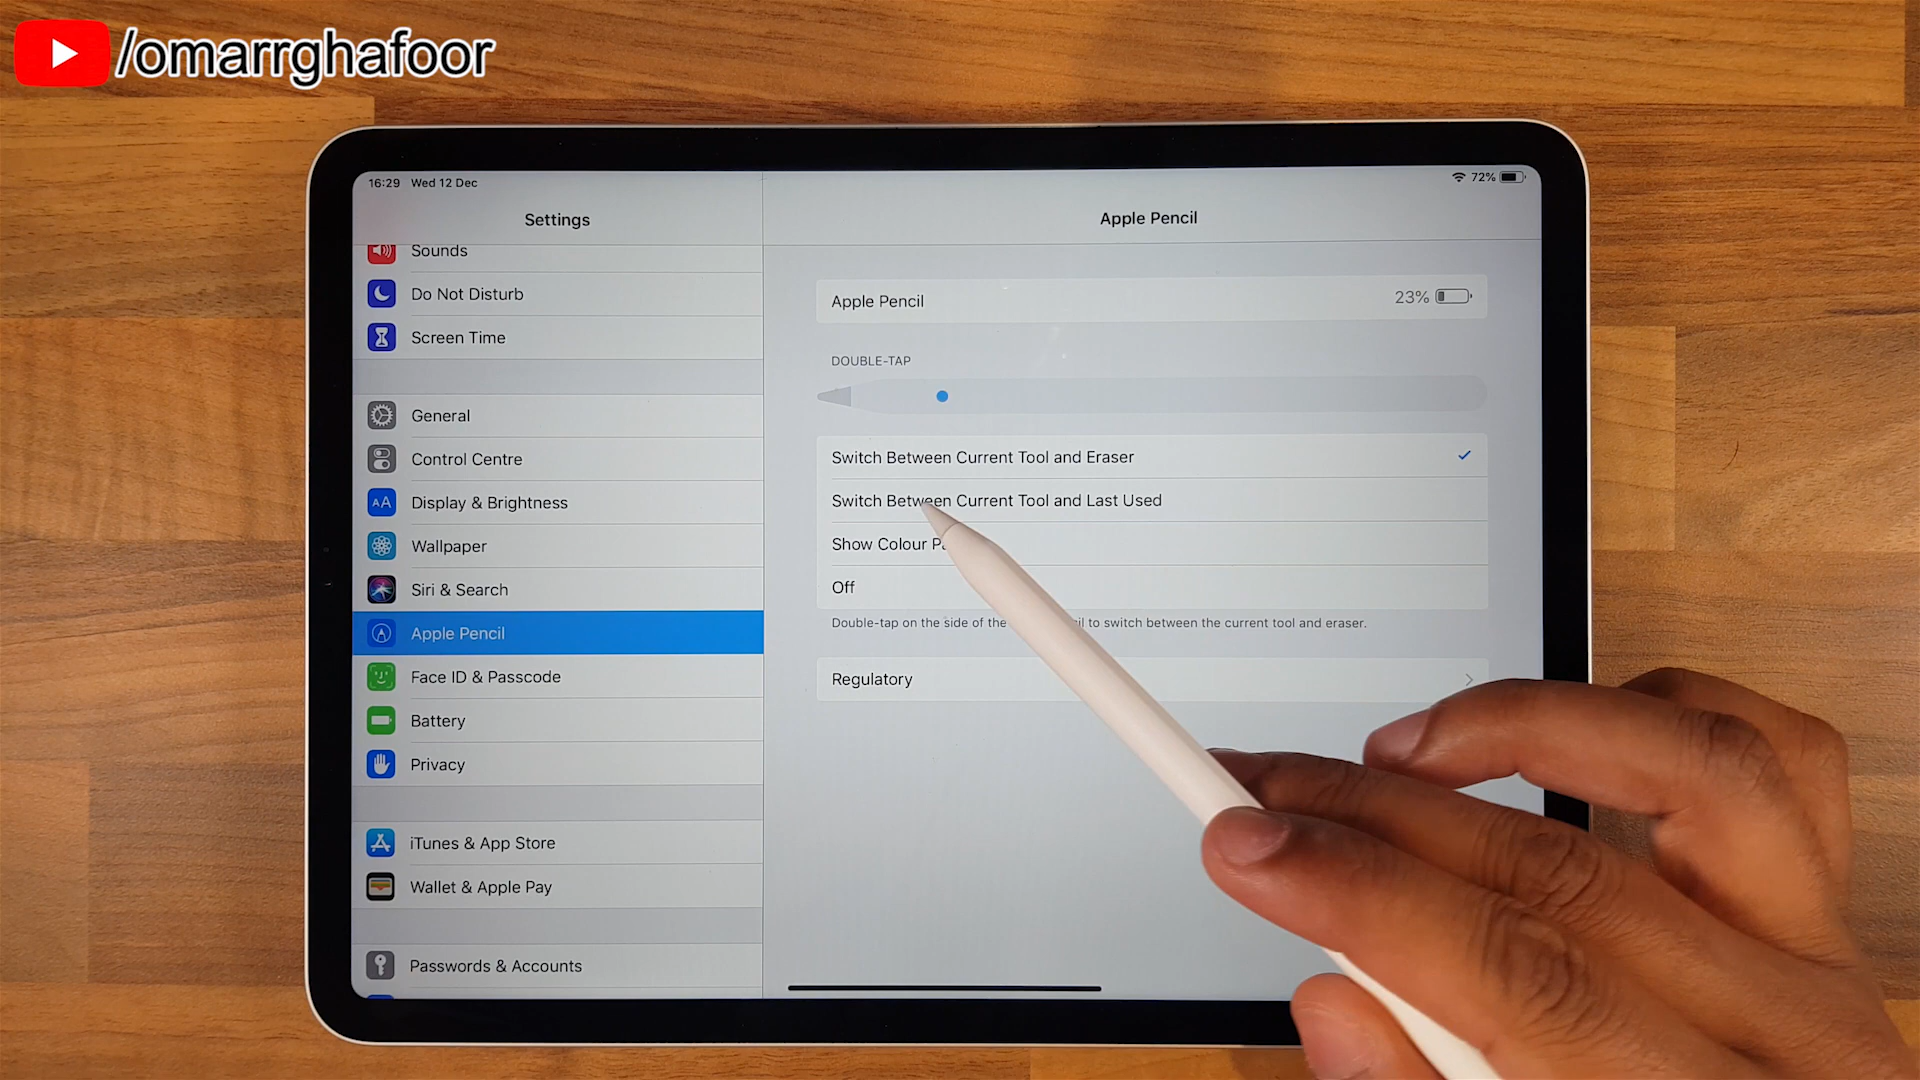 /omarrghafoor
16:29 Wed 12 Dec
72%
Settings
Sounds
Do Not Disturb
Screen Time
General
Control Centre
Display & Brightness
Wallpaper
Siri & Search
Apple Pencil
Face ID & Passcode
Battery
Privacy
iTunes & App Store
Wallet & Apple Pay
Passwords & Accounts
Apple Pencil
Apple Pencil 23%
DOUBLE-TAP
Switch Between Current Tool and Eraser
Switch Between Current Tool and Last Used
Show Colour
Off
Double-tap on the side of the to switch between the current tool and eraser.
Regulatory